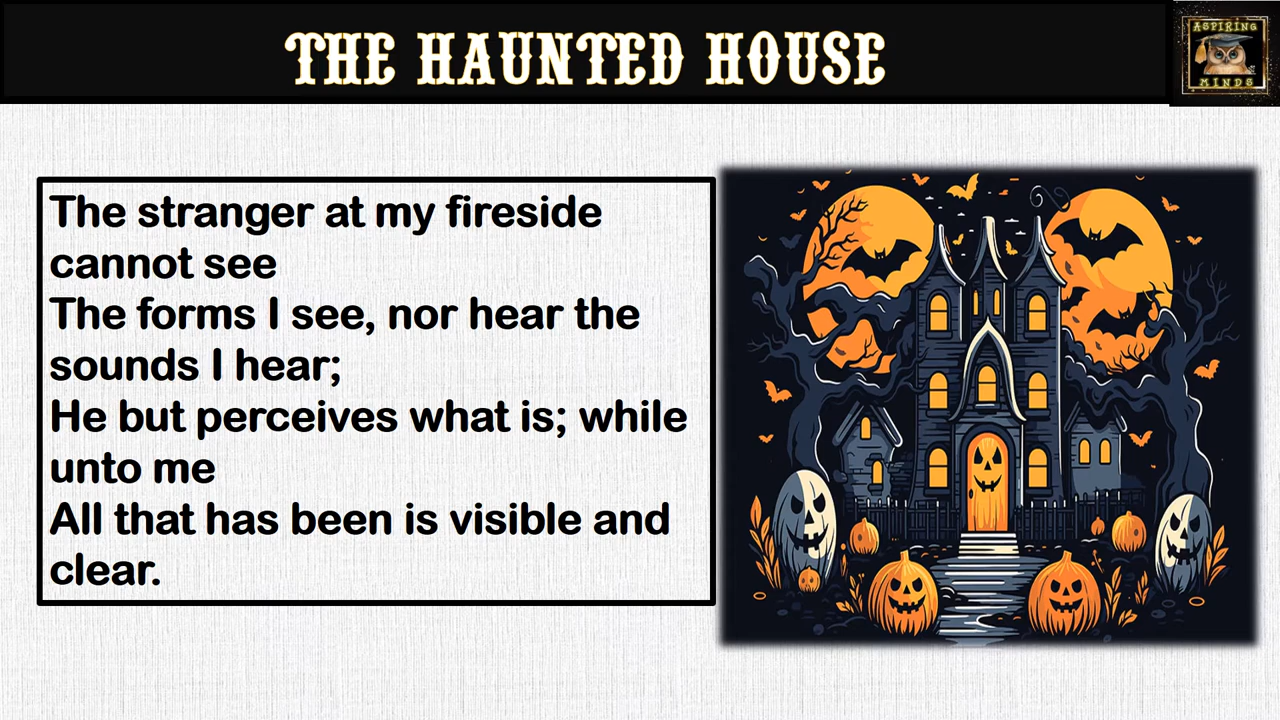 THE HAUNTED HOUSE
ASPIRING
MINDS
The stranger at my fireside
cannot see
The forms I see, nor hear the
sounds I hear;
He but perceives what is; while
unto me
All that has been is visible and
clear.